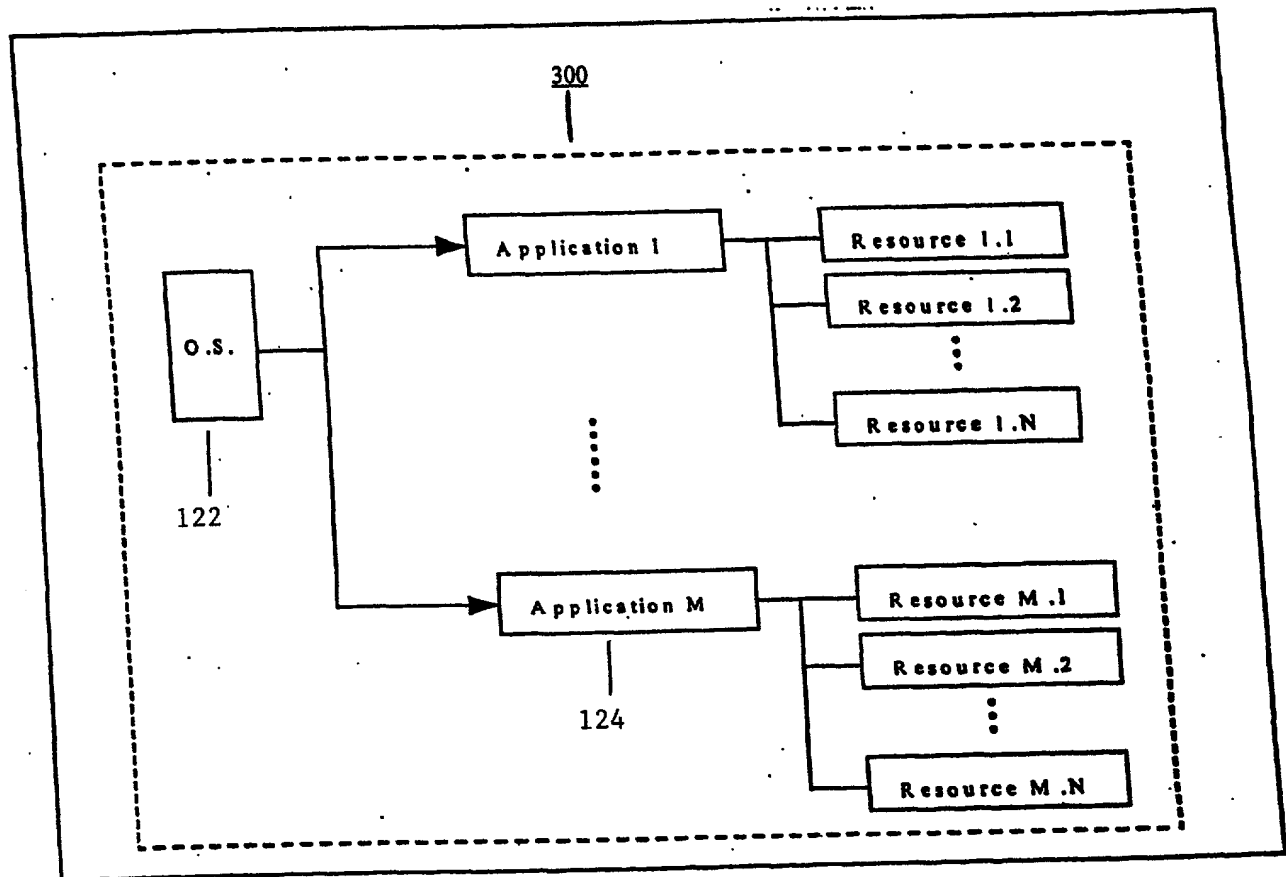 300
Application 1
Resource 1.1
Resource 1.2
O.S.
Resource 1.N
122
Application M
Resource M.1
Resource M.2
124
Resource M.N